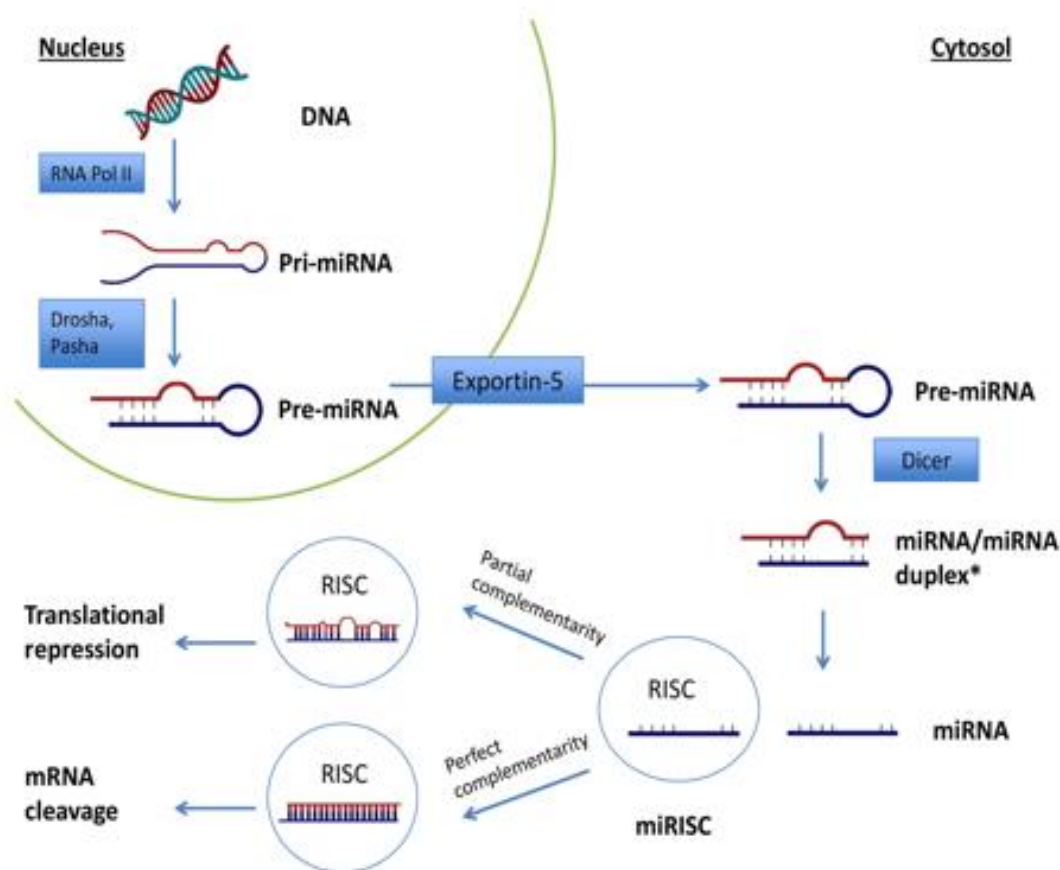 Nucleus
Cytosol
DNA
RNA Pol II
Pri-miRNA
Drosha,
Pasha
Pre-miRNA
Exportin-5
Pre-miRNA
Dicer
miRNA/miRNA
duplex*
miRNA
RISC
miRISC
Partial
complementarity
RISC
Translational
repression
Perfect
complementarity
RISC
mRNA
cleavage